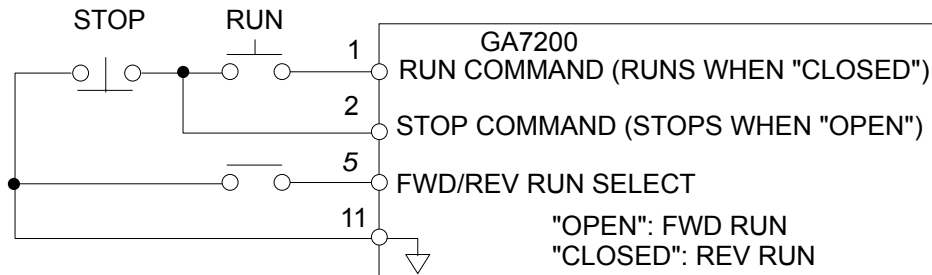 STOP RUN
1 GA7200
RUN COMMAND (RUNS WHEN "CLOSED")
2
STOP COMMAND (STOPS WHEN "OPEN")
5
FWD/REV RUN SELECT
11
"OPEN": FWD RUN
"CLOSED": REV RUN